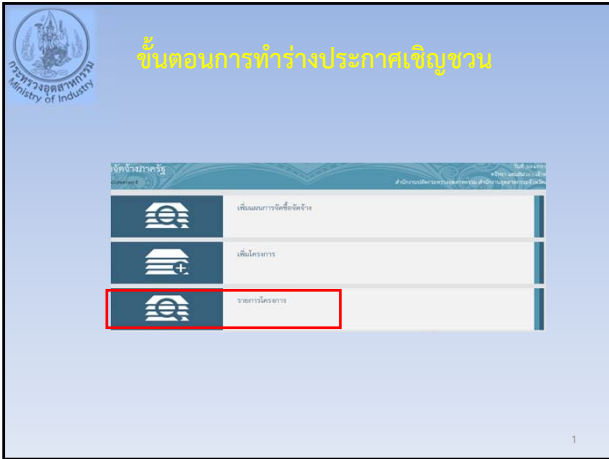 ขั้นตอนการทำร่างประกาศเชิญชวน
กระทรวงอุตสาหกรรม
Ministry of Industry
จัดจ้างภาครัฐ
เพิ่มแผนการจัดซื้อจัดจ้าง
เพิ่มโครงการ
รายการโครงการ
1